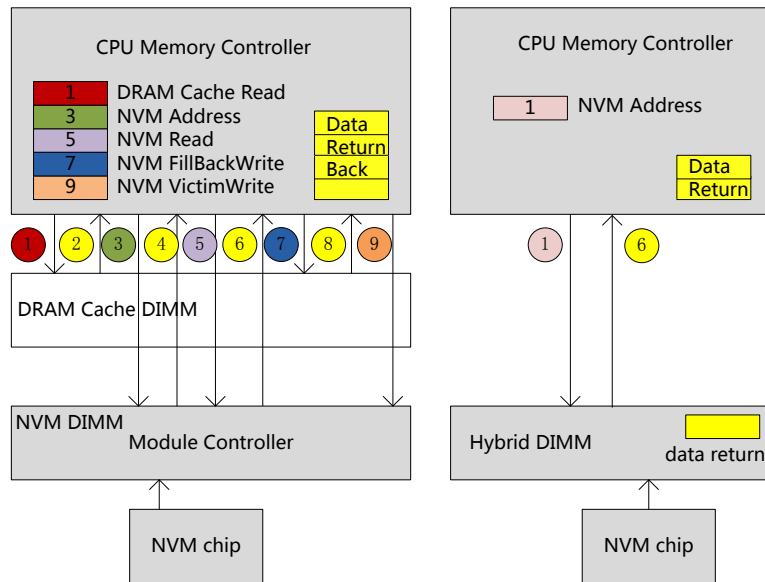 CPU Memory Controller
1 DRAM Cache Read
3 NVM Address
5 NVM Read
7 NVM FillBackWrite
9 NVM VictimWrite
Data
Return
Back
1 2 3 4 5 6 7 8 9
DRAM Cache DIMM
NVM DIMM
Module Controller
NVM chip
CPU Memory Controller
1 NVM Address
Data
Return
1 6
Hybrid DIMM
data return
NVM chip